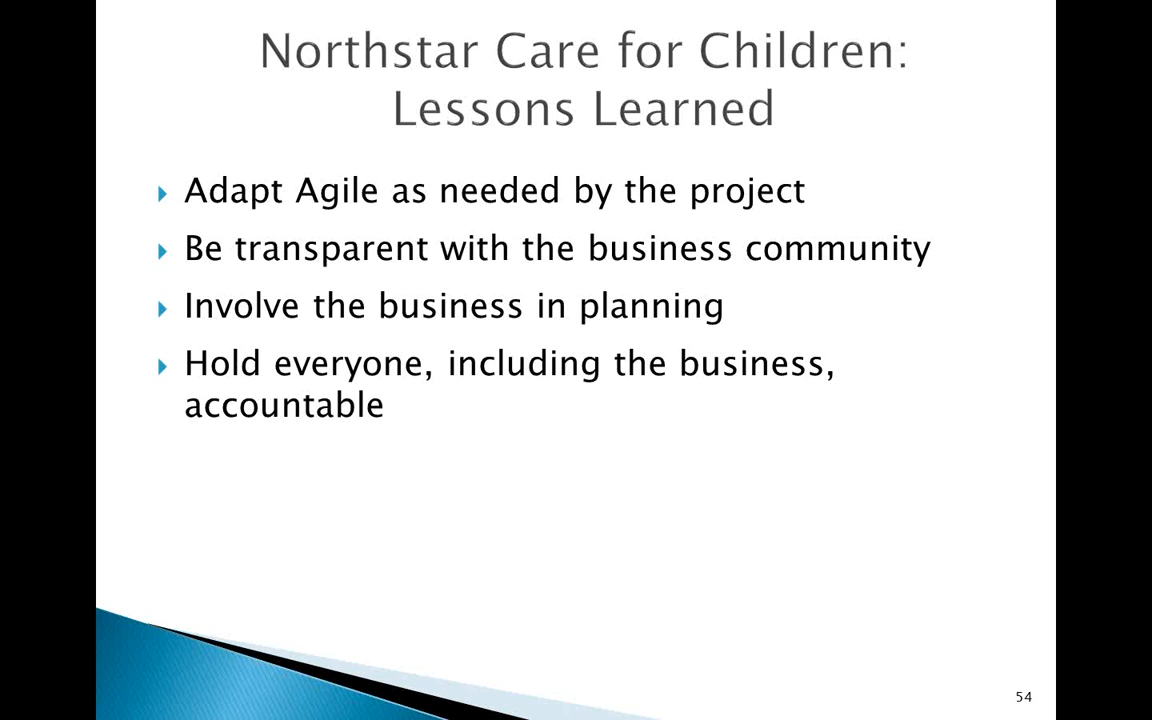 Northstar Care for Children:
Lessons Learned
Adapt Agile as needed by the project
Be transparent with the business community
Involve the business in planning
Hold everyone, including the business,
accountable
54